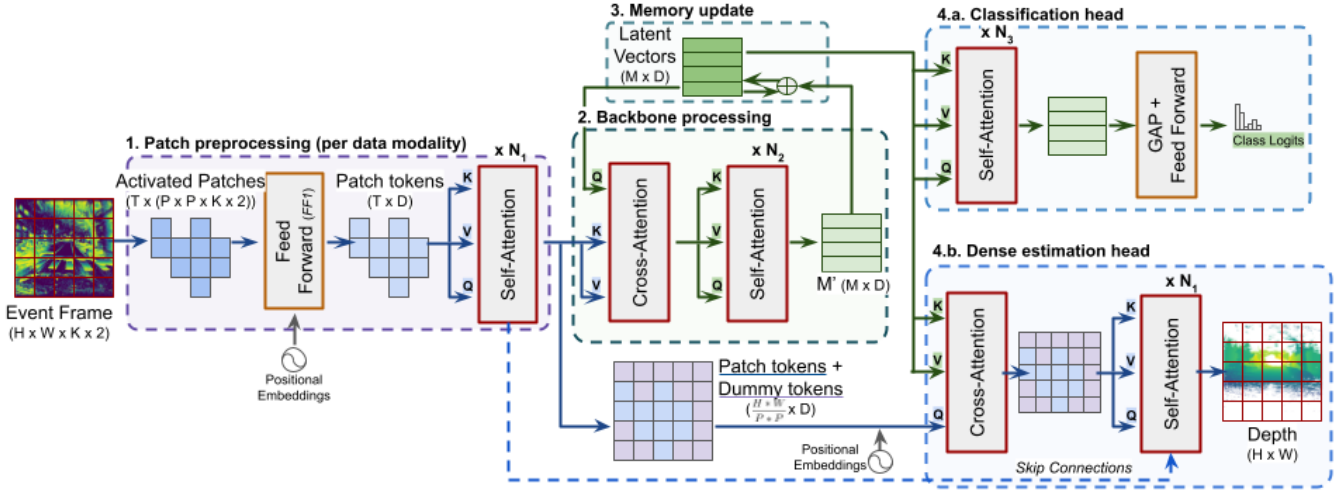 3. Memory update
Latent
Vectors
(M x D)
4.a. Classification head
x N3
K
V
Q
Self-Attention
GAP +
Feed Forward
Class Logits
1. Patch preprocessing (per data modality)
Activated Patches
(T x (P x P x K x 2))
Feed
Forward (FF1)
Patch tokens
(T x D)
x N1
K
V
Q
Self-Attention
Event Frame
(H x W x K x 2)
Positional
Embeddings
2. Backbone processing
Q
K
V
Cross-Attention
x N2
K
V
Q
Self-Attention
M' (M x D)
Patch tokens +
Dummy tokens
(H * W / P * P x D)
Positional
Embeddings
4.b. Dense estimation head
K
V
Q
Cross-Attention
x N1
K
V
Q
Self-Attention
Skip Connections
Depth
(H x W)